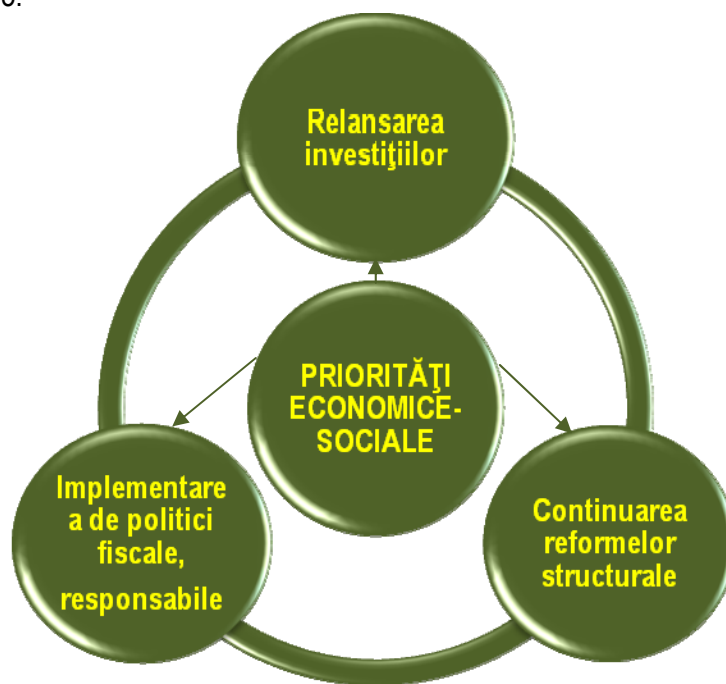 Relansarea
investiţiilor
PRIORITĂŢI
ECONOMICE-
SOCIALE
Implementare
a de politici
fiscale,
responsabile
Continuarea
reformelor
structurale